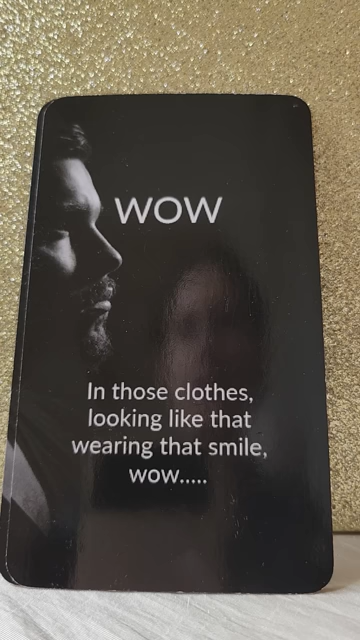 WOW
In those clothes,
looking like that
wearing that smile,
wow.....